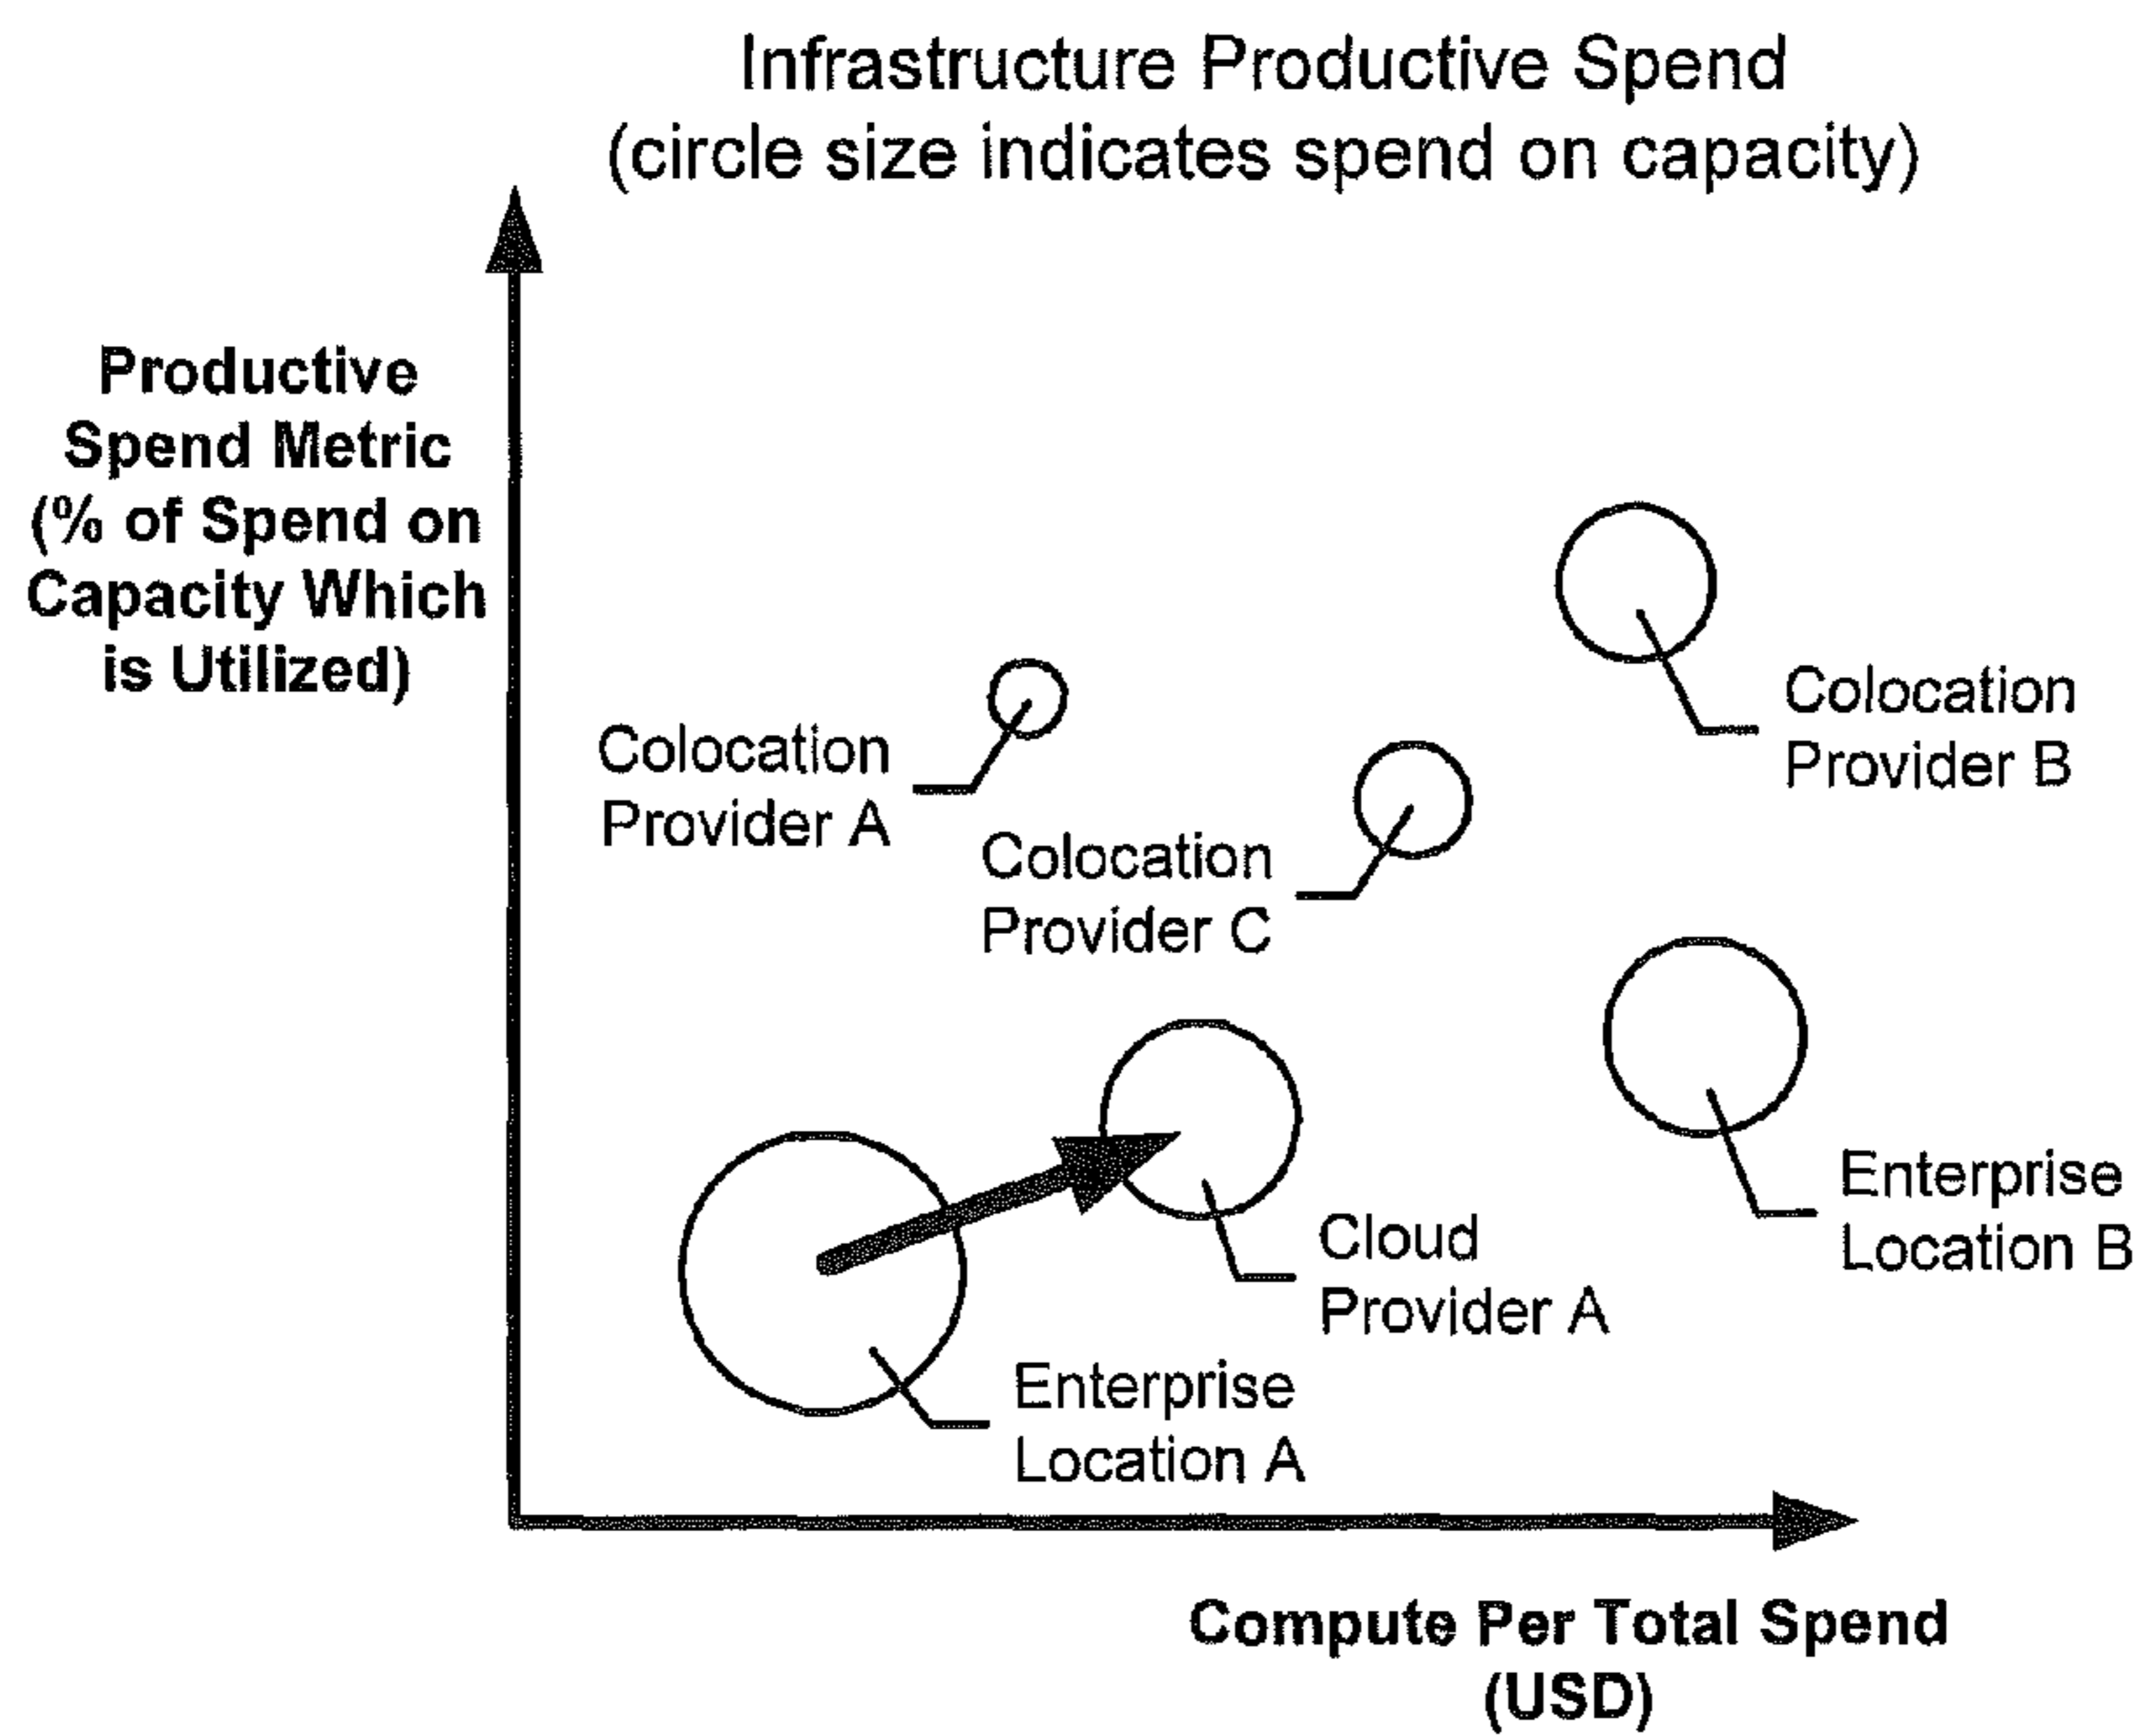 Infrastructure Productive Spend
(circle size indicates spend on capacity)
Productive
Spend Metric
(% of Spend on
Capacity Which
is Utilized)
Colocation
Provider A
Colocation
Provider C
Colocation
Provider B
Enterprise
Location B
Cloud
Provider A
Enterprise
Location A
Compute Per Total Spend
(USD)